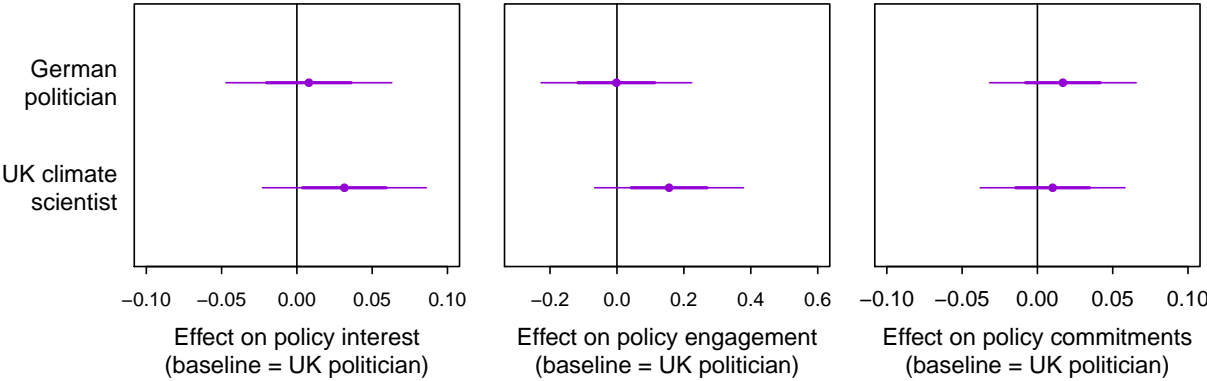 German
politician
UK climate
scientist
−0.10 −0.05 0.00 0.05 0.10
−0.2 0.0 0.2 0.4 0.6
−0.10 −0.05 0.00 0.05 0.10
Effect on policy interest
(baseline = UK politician)
Effect on policy engagement
(baseline = UK politician)
Effect on policy commitments
(baseline = UK politician)